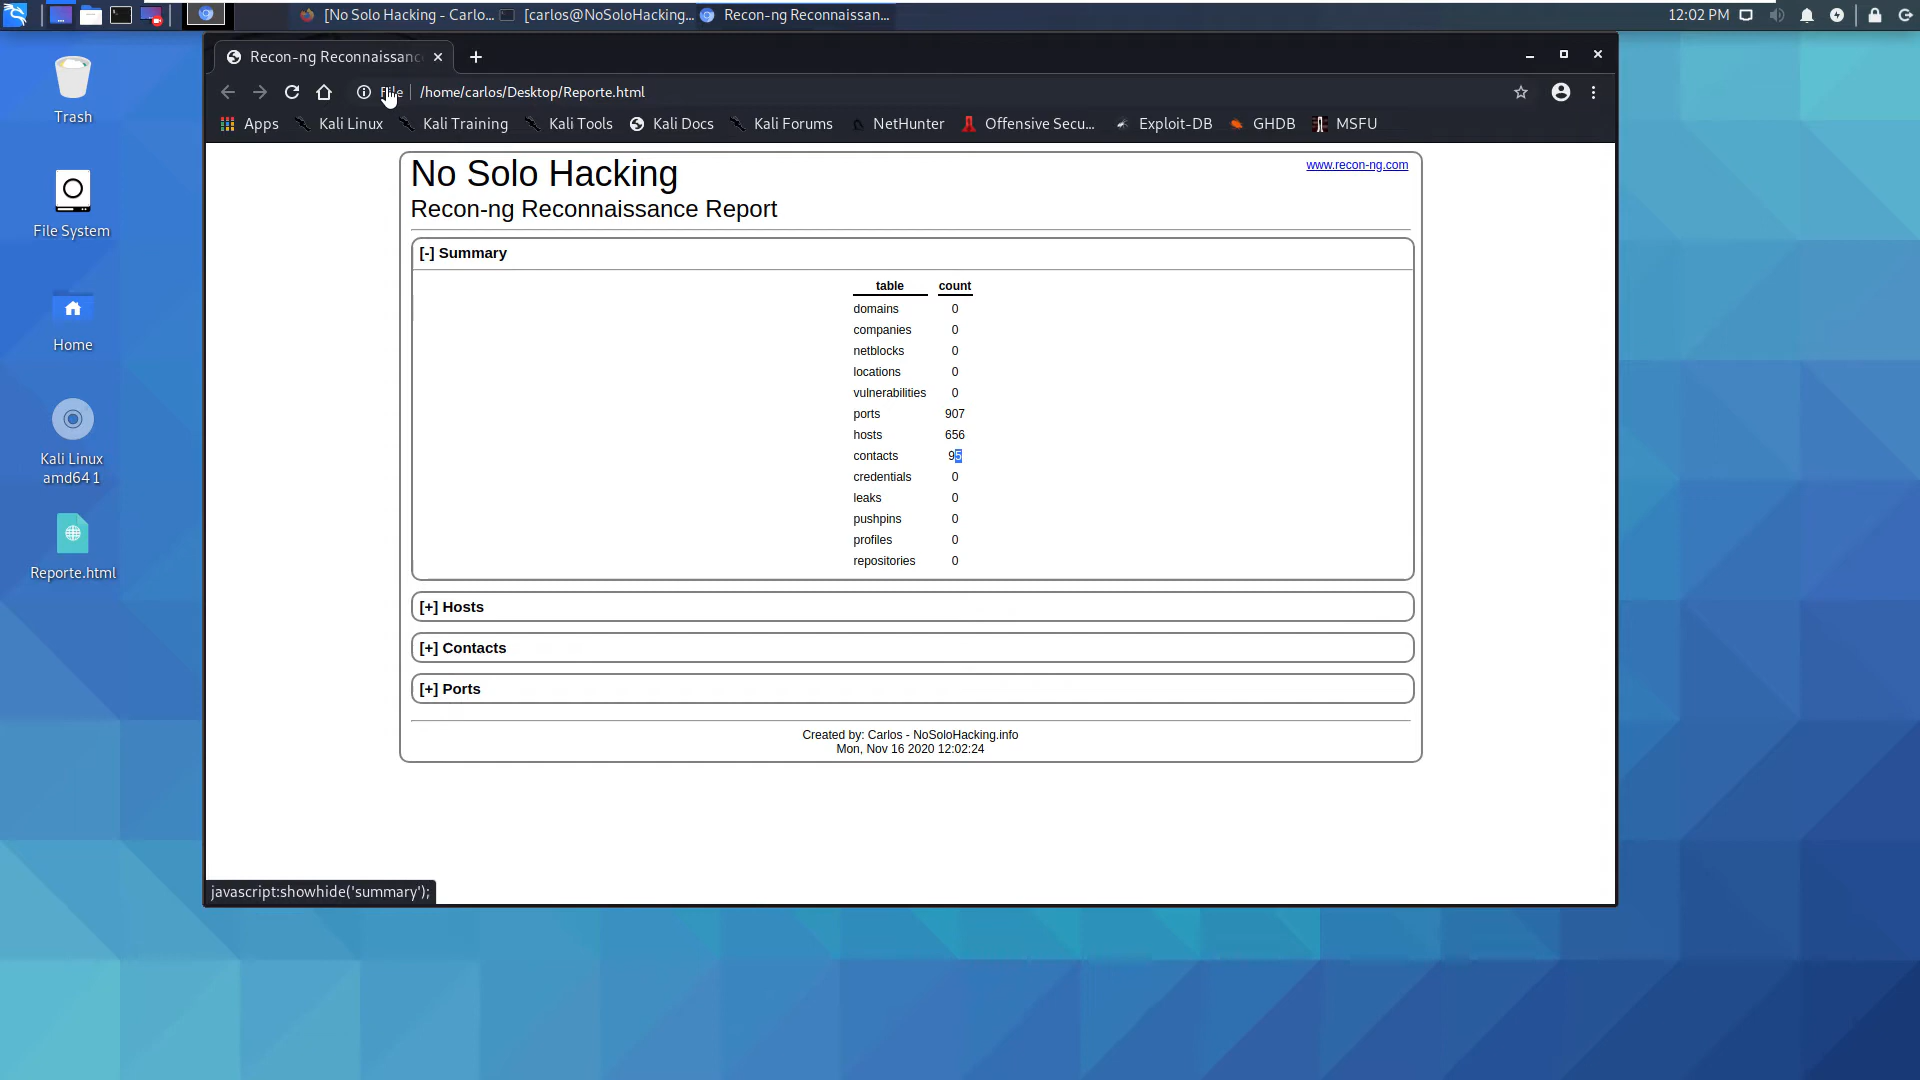 [No Solo Hacking - Carlo...
[carlos@NoSoloHacking...
Recon-ng Reconnaissan...
12:02 PM
Trash
File System
Home
Kali Linux
amd64 1
Reporte.html
Recon-ng Reconnaissanc
File
/home/carlos/Desktop/Reporte.html
Apps
Kali Linux
Kali Training
Kali Tools
Kali Docs
Kali Forums
NetHunter
Offensive Secu...
Exploit-DB
GHDB
MSFU
No Solo Hacking
www.recon-ng.com
Recon-ng Reconnaissance Report
[-] Summary
table count
domains 0
companies 0
netblocks 0
locations 0
vulnerabilities 0
ports 907
hosts 656
contacts 95
credentials 0
leaks 0
pushpins 0
profiles 0
repositories 0
[+] Hosts
[+] Contacts
[+] Ports
Created by: Carlos - NoSoloHacking.info
Mon, Nov 16 2020 12:02:24
javascript:showhide('summary');